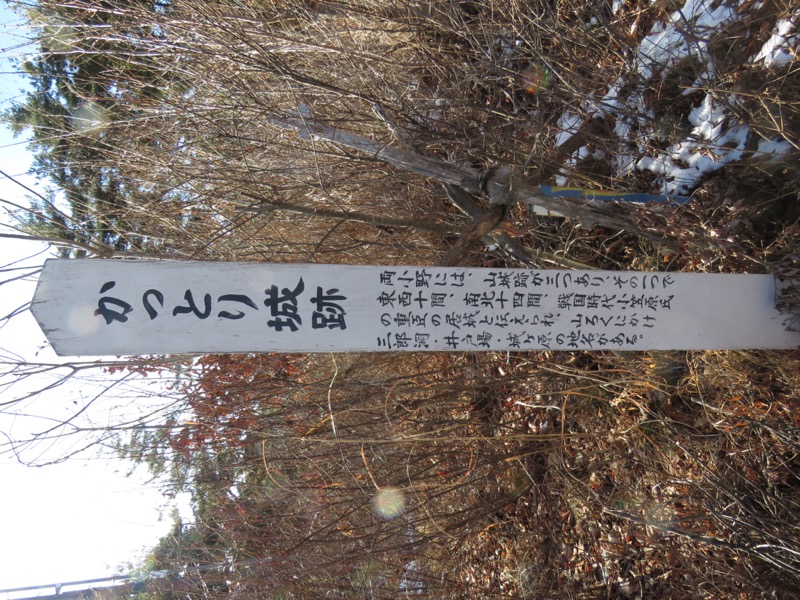 かつとり城跡
両小野には、山城跡が三つあり、その一つで
東西十間、南北十四間、戦国時代小笠原氏
の重臣の居城と伝えられ、山ろくにかけ
三郎洞・井戸場・城ヶ原の地名がある。